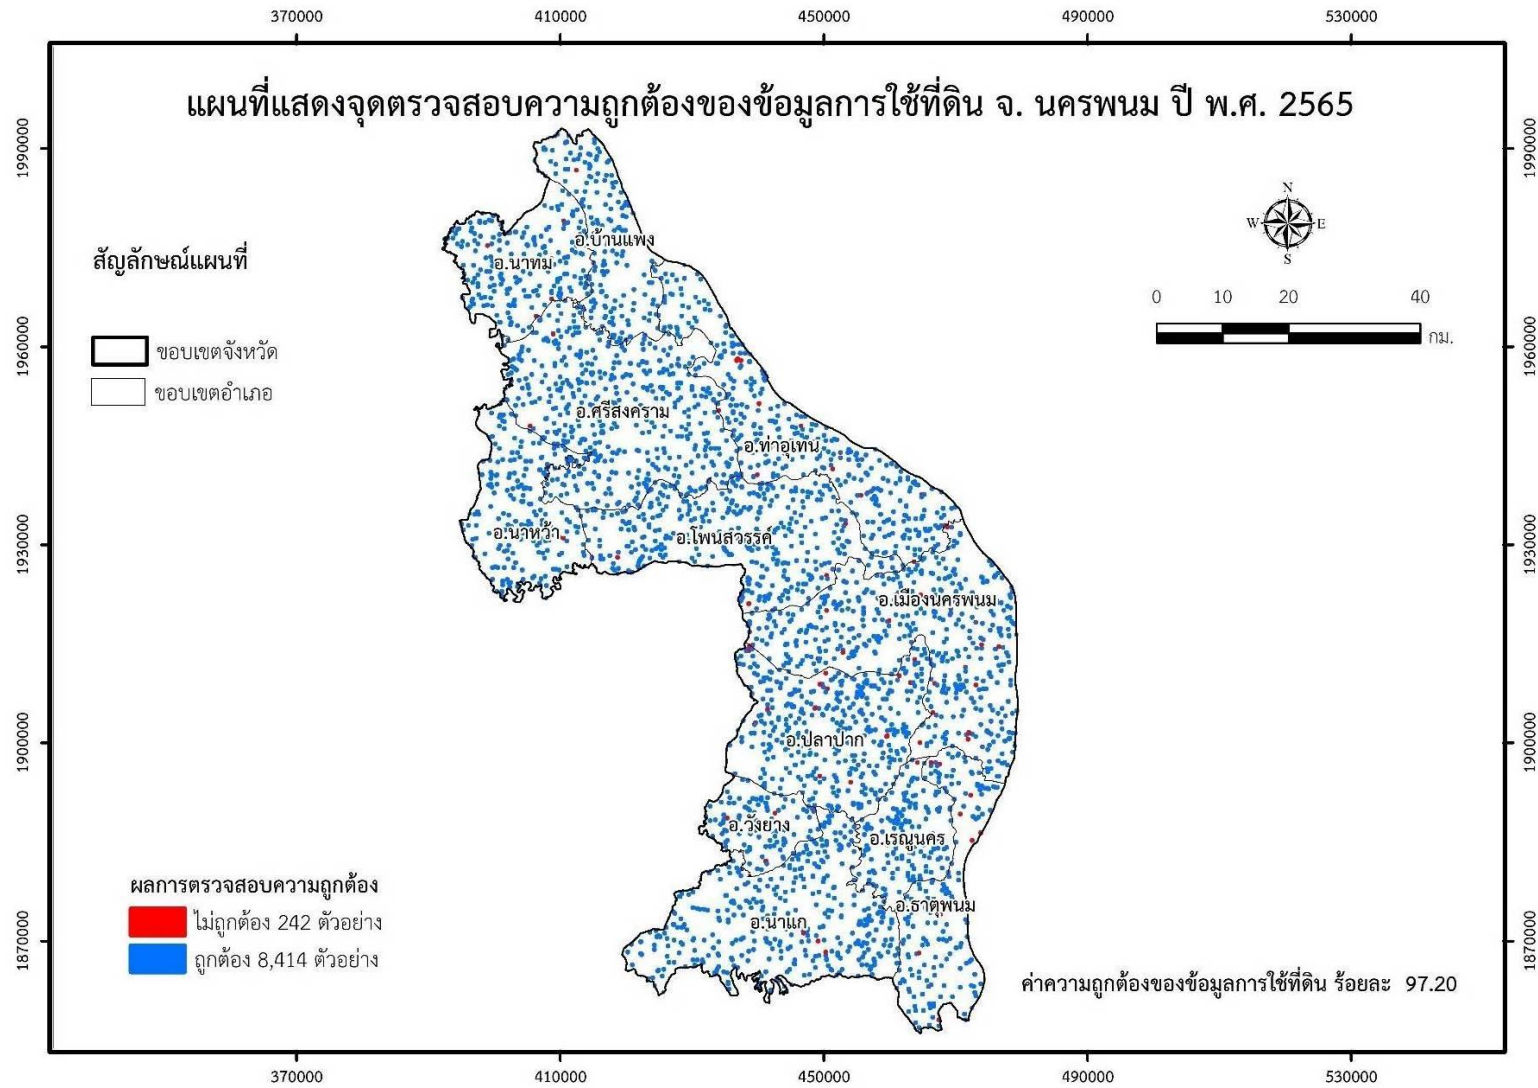 370000 410000 450000 490000 530000
แผนที่แสดงจุดตรวจสอบความถูกต้องของข้อมูลการใช้ที่ดิน จ. นครพนม ปี พ.ศ. 2565
1990000 1990000
N
W E
S
สัญลักษณ์แผนที่
อ.บ้านแพง
อ.นาทม
0 10 20 40
กม.
ขอบเขตจังหวัด
1960000 1960000
ขอบเขตอำเภอ
อ.ศรีสงคราม
อ.ท่าอุเทน
อ.นาหว้า
อ.โพนสวรรค์
1930000 1930000
อ.เมืองนครพนม
อ.ปลาปาก
1900000 1900000
อ.วังยาง
อ.เรณูนคร
ผลการตรวจสอบความถูกต้อง
อ.ธาตุพนม
ไม่ถูกต้อง 242 ตัวอย่าง
อ.นาแก
1870000 1870000
ถูกต้อง 8,414 ตัวอย่าง
ค่าความถูกต้องของข้อมูลการใช้ที่ดิน ร้อยละ 97.20
370000 410000 450000 490000 530000